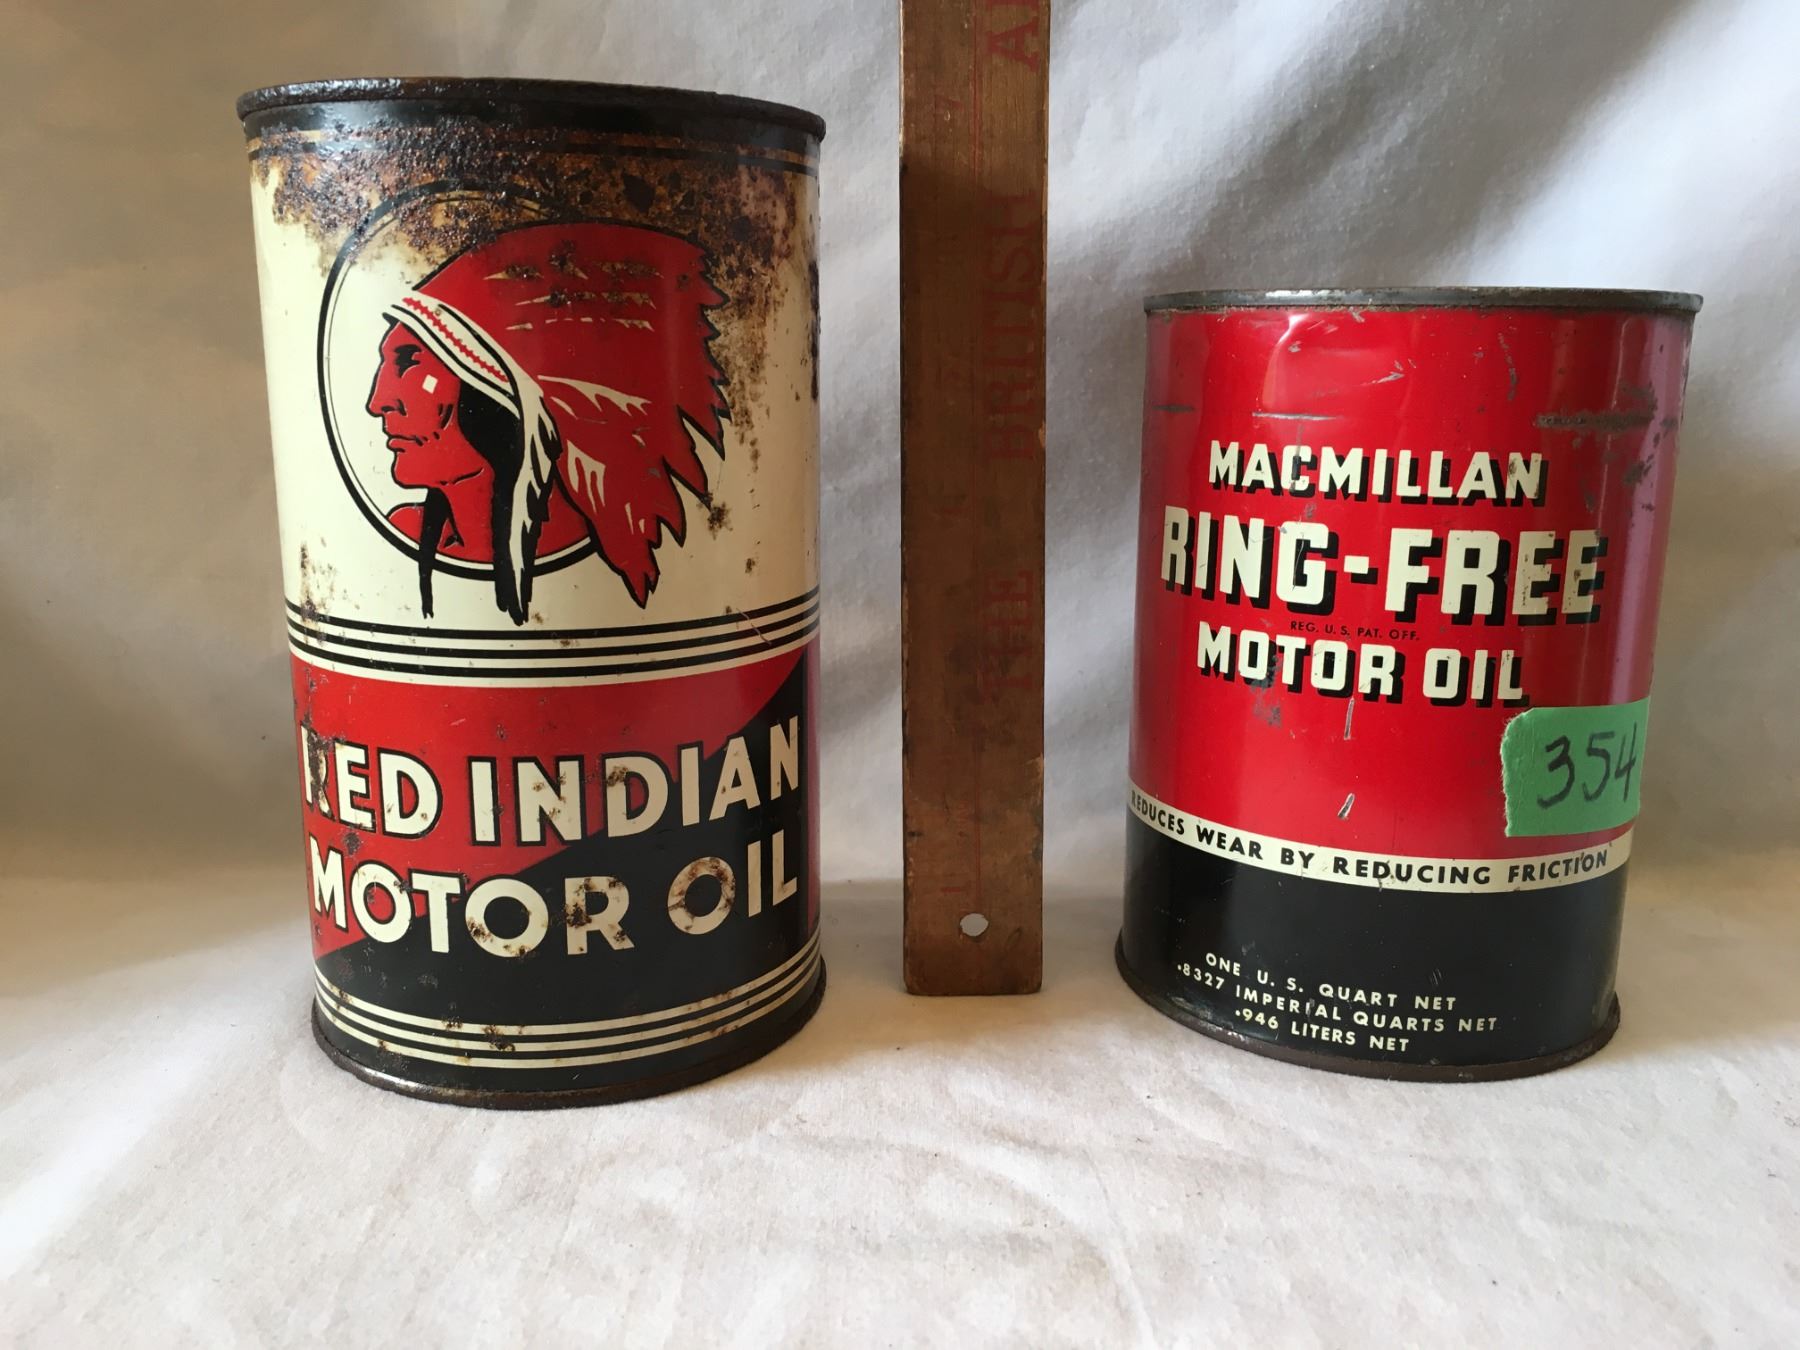 RED INDIAN
MOTOR OIL
THE BRITISH
MACMILLAN
RING-FREE
REG. U.S. PAT. OFF.
MOTOR OIL
354
REDUCES WEAR BY REDUCING FRICTION
ONE U. S. QUART NET
.8327 IMPERIAL QUARTS NET
.946 LITERS NET